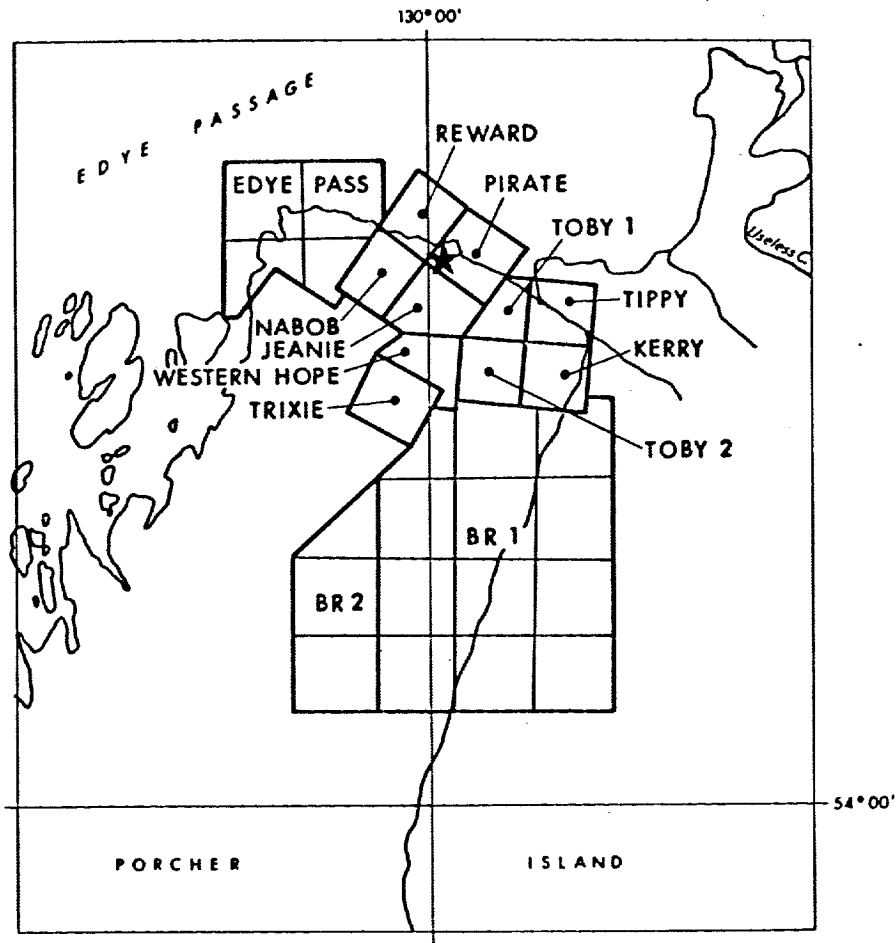 130°00'
EDYE PASSAGE
REWARD
EDYE PASS
PIRATE
TOBY 1
Useless C.
TIPPY
NABOB
JEANIE
KERRY
WESTERN HOPE
TRIXIE
TOBY 2
BR 1
BR 2
54°00'
PORCHER ISLAND